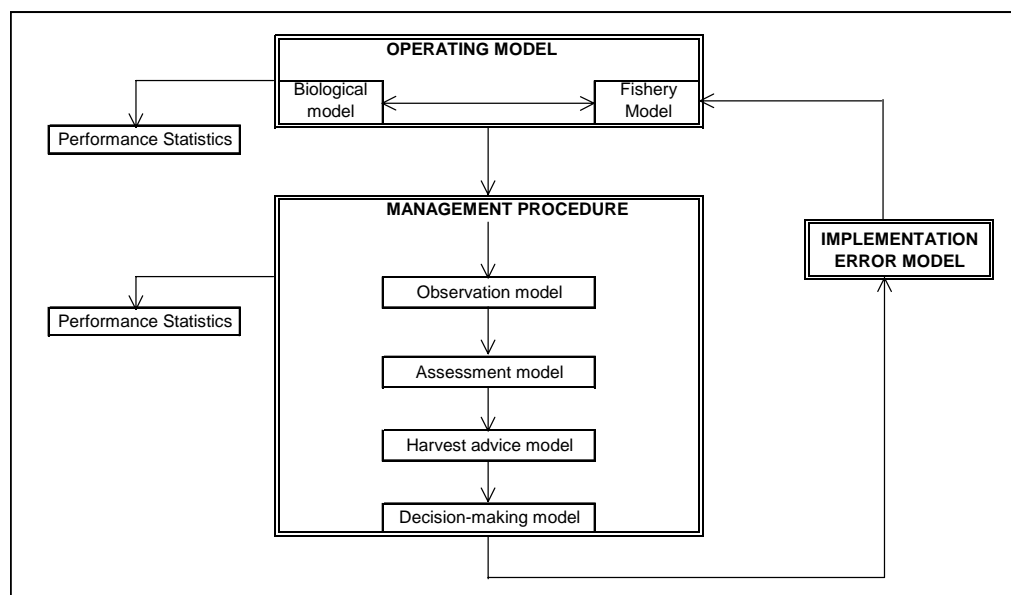 OPERATING MODEL
Biological
model
Fishery
Model
Performance Statistics
MANAGEMENT PROCEDURE
IMPLEMENTATION
ERROR MODEL
Observation model
Performance Statistics
Assessment model
Harvest advice model
Decision-making model